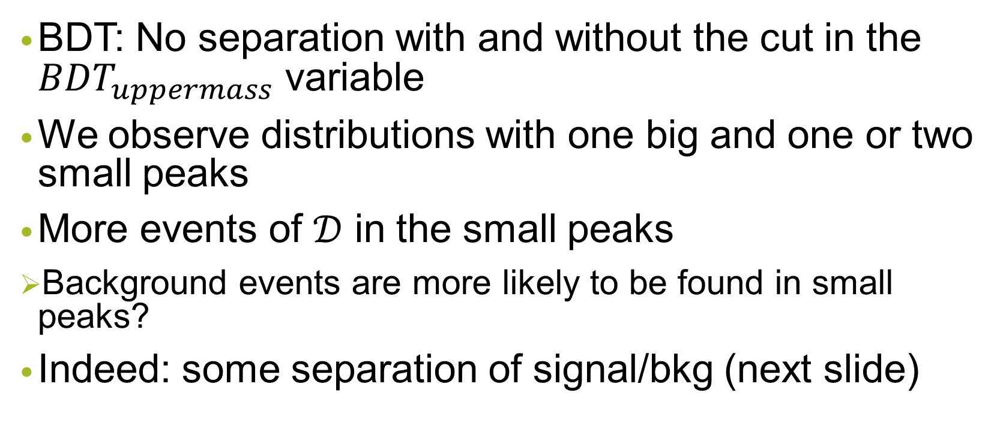 • BDT: No separation with and without the cut in the
$BDT_{uppermass}$ variable
• We observe distributions with one big and one or two
small peaks
• More events of $\mathcal{D}$ in the small peaks
➢ Background events are more likely to be found in small
peaks?
• Indeed: some separation of signal/bkg (next slide)